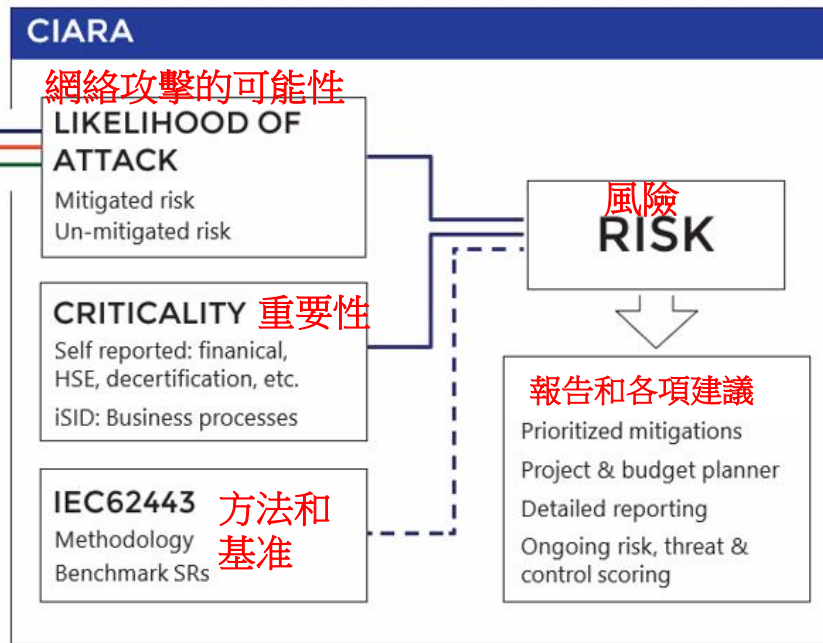 CIARA
網絡攻擊的可能性
LIKELIHOOD OF
ATTACK
Mitigated risk
Un-mitigated risk
CRITICALITY 重要性
Self reported: finanical,
HSE, decertification, etc.
iSID: Business processes
IEC62443
方法和
基准
Methodology
Benchmark SRs
風險
RISK
報告和各項建議
Prioritized mitigations
Project & budget planner
Detailed reporting
Ongoing risk, threat &
control scoring